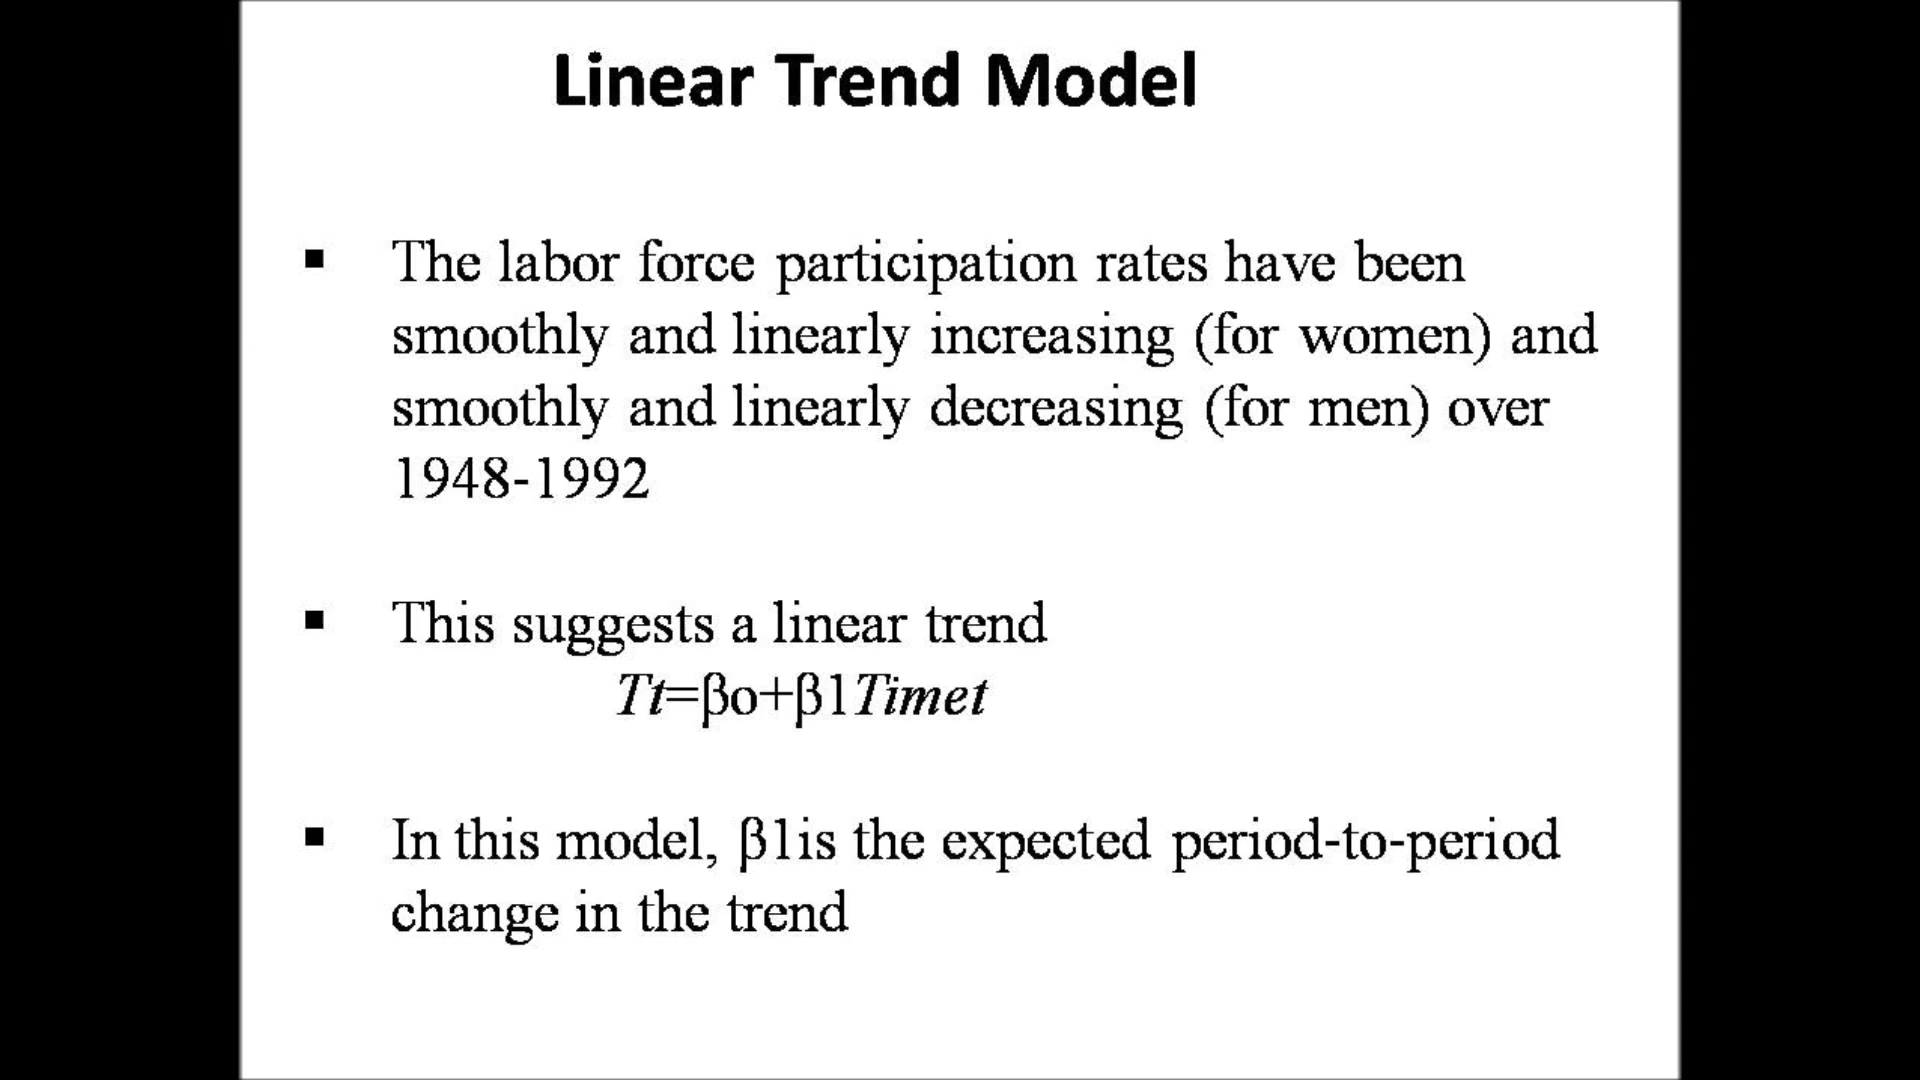 Linear Trend Model
▪ The labor force participation rates have been
smoothly and linearly increasing (for women) and
smoothly and linearly decreasing (for men) over
1948-1992
▪ This suggests a linear trend
Tt=βo+β1Timet
▪ In this model, β1is the expected period-to-period
change in the trend